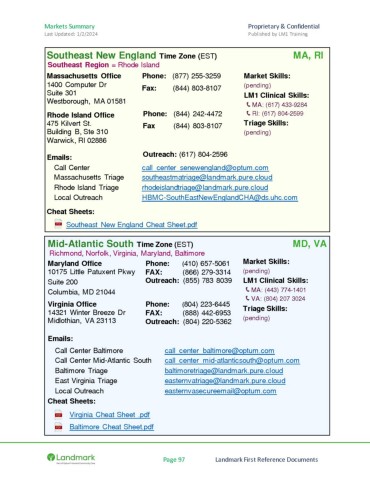 Markets Summary
Proprietary & Confidential
Last Updated: 1/2/2024
Published by LM1 Training
Southeast New England Time Zone (EST) MA, RI
Southeast Region = Rhode Island
Massachusetts Office Phone: (877) 255-3259 Market Skills:
1400 Computer Dr Fax: (844) 803-8107 (pending)
Suite 301 LM1 Clinical Skills:
Westborough, MA 01581 MA: (617) 433-9284
Rhode Island Office Phone: (844) 242-4472 RI: (617) 804-2599
475 Kilvert St. Fax (844) 803-8107 Triage Skills:
Building B, Ste 310 (pending)
Warwick, RI 02886
Outreach: (617) 804-2596
Emails:
Call Center call_center_senewengland@optum.com
Massachusetts Triage southeastmatriage@landmark.pure.cloud
Rhode Island Triage rhodeislandtriage@landmark.pure.cloud
Local Outreach HBMC-SouthEastNewEnglandCHA@ds.uhc.com
Cheat Sheets:
Southeast New England Cheat Sheet.pdf
Mid-Atlantic South Time Zone (EST) MD, VA
Richmond, Norfolk, Virginia, Maryland, Baltimore
Maryland Office Phone: (410) 657-5061 Market Skills:
10175 Little Patuxent Pkwy FAX: (866) 279-3314 (pending)
Suite 200 Outreach: (855) 783 8039 LM1 Clinical Skills:
Columbia, MD 21044 MA: (443) 774-1401
Virginia Office Phone: (804) 223-6445 VA: (804) 207 3024
14321 Winter Breeze Dr FAX: (888) 442-6953 Triage Skills:
Midlothian, VA 23113 Outreach: (804) 220-5362 (pending)
Emails:
Call Center Baltimore call_center_baltimore@optum.com
Call Center Mid-Atlantic South call_center_mid-atlanticsouth@optum.com
Baltimore Triage baltimoretriage@landmark.pure.cloud
East Virginia Triage easternvatriage@landmark.pure.cloud
Local Outreach easternvasecureemail@optum.com
Cheat Sheets:
Virginia Cheat Sheet .pdf
Baltimore Cheat Sheet.pdf
Landmark
Page 97
Landmark First Reference Documents